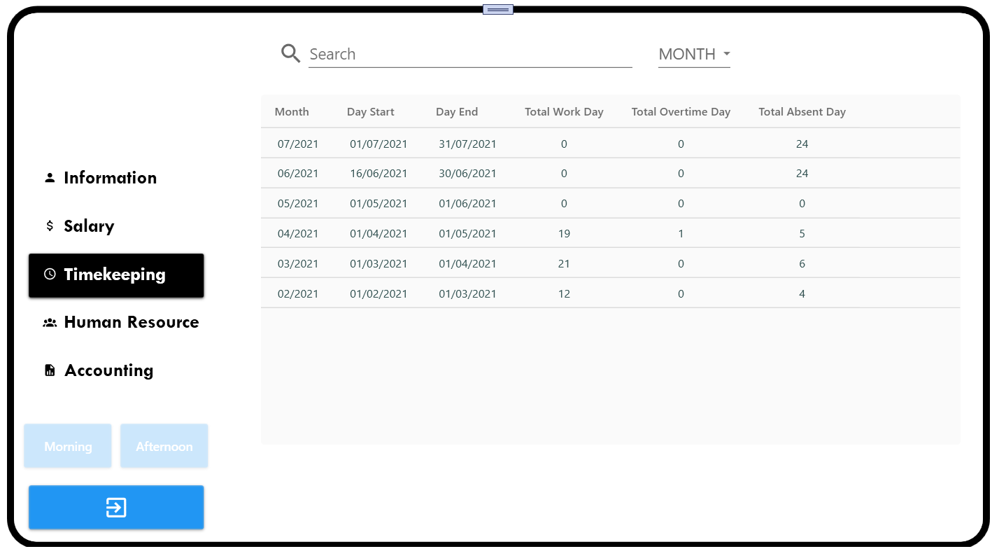 Search
MONTH
Month Day Start Day End Total Work Day Total Overtime Day Total Absent Day
07/2021 01/07/2021 31/07/2021 0 0 24
06/2021 16/06/2021 30/06/2021 0 0 24
05/2021 01/05/2021 01/06/2021 0 0 0
04/2021 01/04/2021 01/05/2021 19 1 5
03/2021 01/03/2021 01/04/2021 21 0 6
02/2021 01/02/2021 01/03/2021 12 0 4
Information
Salary
Timekeeping
Human Resource
Accounting
Morning
Afternoon